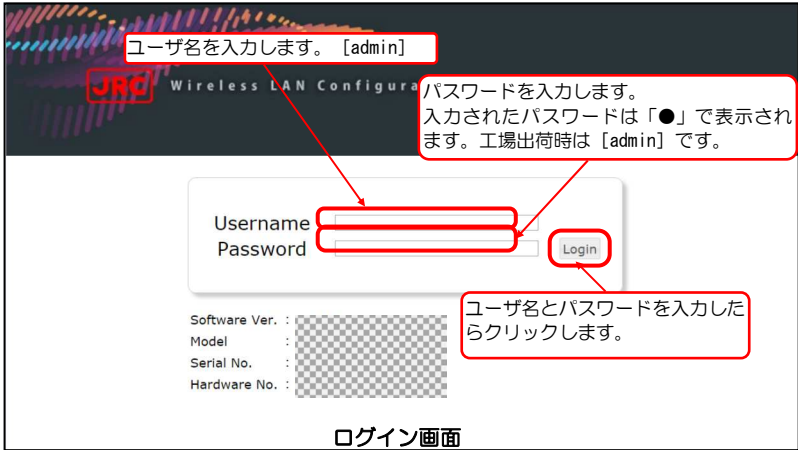 ユーザ名を入力します。 [admin]
JRC Wireless LAN Configura
パスワードを入力します。
入力されたパスワードは「●」で表示され
ます。工場出荷時は [admin] です。
Username
Password
Login
ユーザ名とパスワードを入力した
らクリックします。
Software Ver. :
Model :
Serial No. :
Hardware No. :
ログイン画面